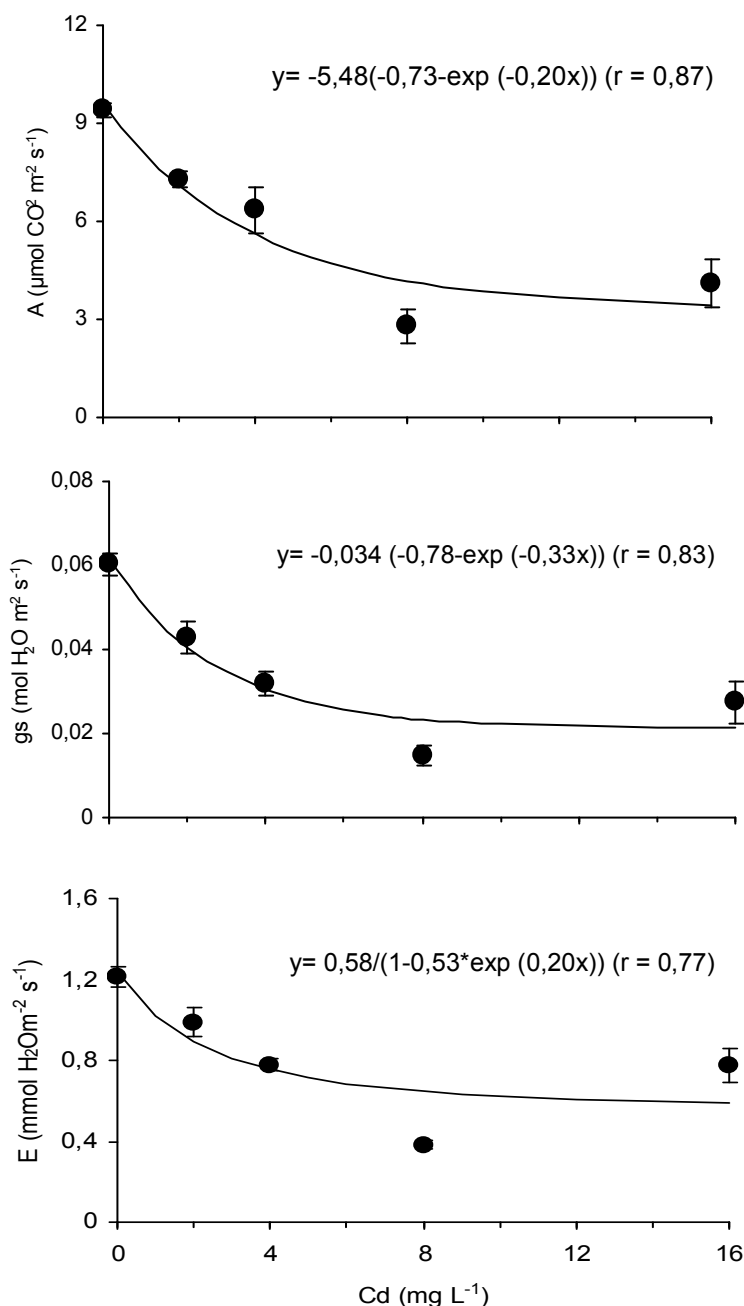 12
9
6
3
0
A (µmol CO² m⁻² s⁻¹)
y= -5,48(-0,73-exp (-0,20x)) (r = 0,87)
0,08
0,06
0,04
0,02
0
gs (mol H₂O m² s⁻¹)
y= -0,034 (-0,78-exp (-0,33x)) (r = 0,83)
1,6
1,2
0,8
0,4
0
E (mmol H₂Om⁻² s⁻¹)
y= 0,58/(1-0,53*exp (0,20x)) (r = 0,77)
0 4 8 12 16
Cd (mg L⁻¹)